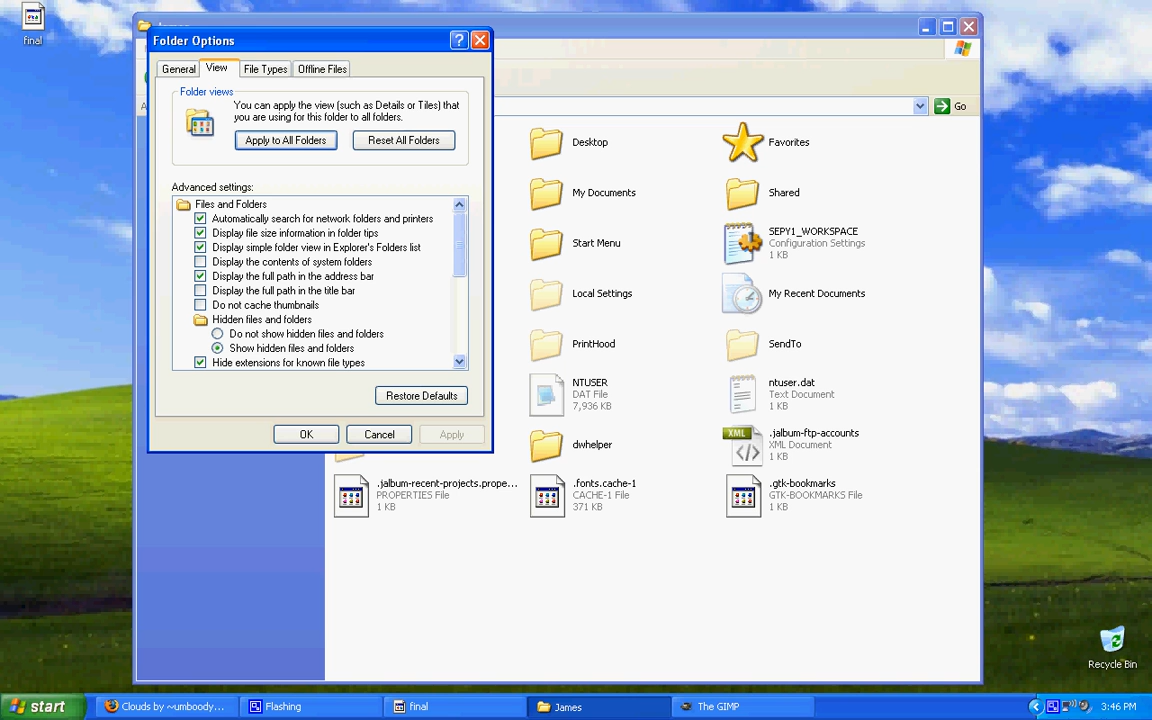 final
Folder Options
General
View
File Types
Offline Files
Folder views
You can apply the view (such as Details or Tiles) that
you are using for this folder to all folders.
Apply to All Folders
Reset All Folders
Advanced settings:
Files and Folders
Automatically search for network folders and printers
Display file size information in folder tips
Display simple folder view in Explorer's Folders list
Display the contents of system folders
Display the full path in the address bar
Display the full path in the title bar
Do not cache thumbnails
Hidden files and folders
Do not show hidden files and folders
Show hidden files and folders
Hide extensions for known file types
Restore Defaults
OK
Cancel
Apply
Go
Desktop
Favorites
My Documents
Shared
Start Menu
SEPY1_WORKSPACE
Configuration Settings
1 KB
Local Settings
My Recent Documents
PrintHood
SendTo
NTUSER
DAT File
7,936 KB
ntuser.dat
Text Document
1 KB
dwhelper
XML
.jalbum-ftp-accounts
XML Document
1 KB
.jalbum-recent-projects.prope...
PROPERTIES File
1 KB
.fonts.cache-1
CACHE-1 File
371 KB
.gtk-bookmarks
GTK-BOOKMARKS File
1 KB
Recycle Bin
start
Clouds by ~umboody...
Flashing
final
James
The GIMP
3:46 PM